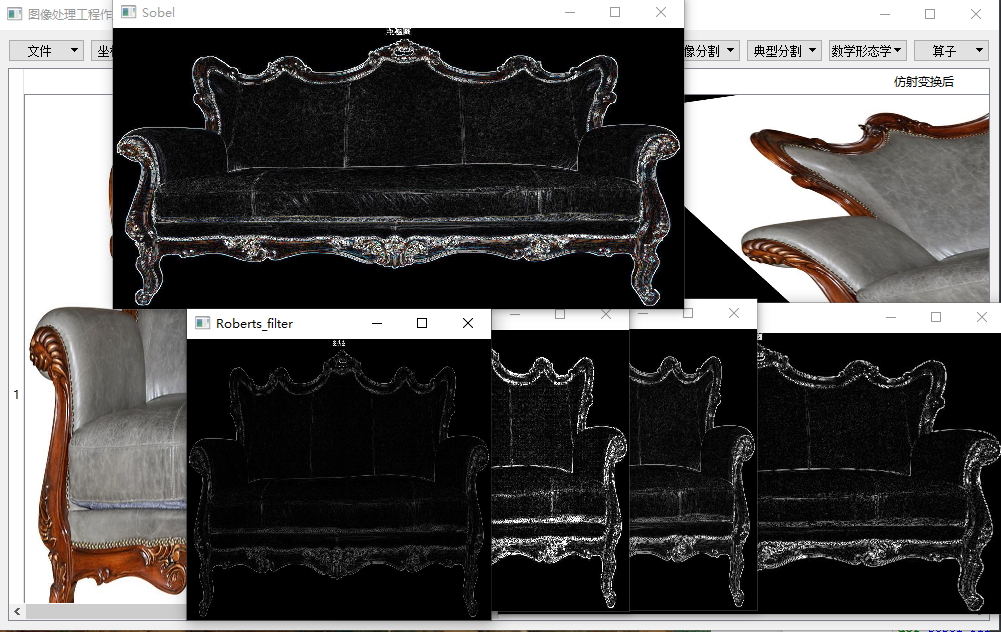 图像处理工程作
Sobel
文件
坐
像分割
典型分割
数学形态学
算子
仿射变换后
1
Roberts_filter